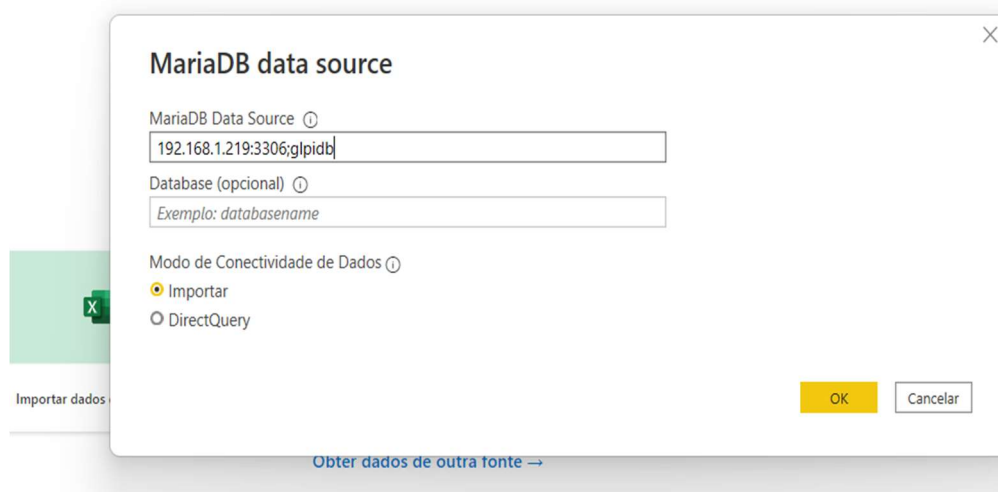 MariaDB data source
MariaDB Data Source
192.168.1.219:3306;glpidb
Database (opcional)
Exemplo: databasename
Modo de Conectividade de Dados
Importar
DirectQuery
Importar dados
OK
Cancelar
Obter dados de outra fonte →